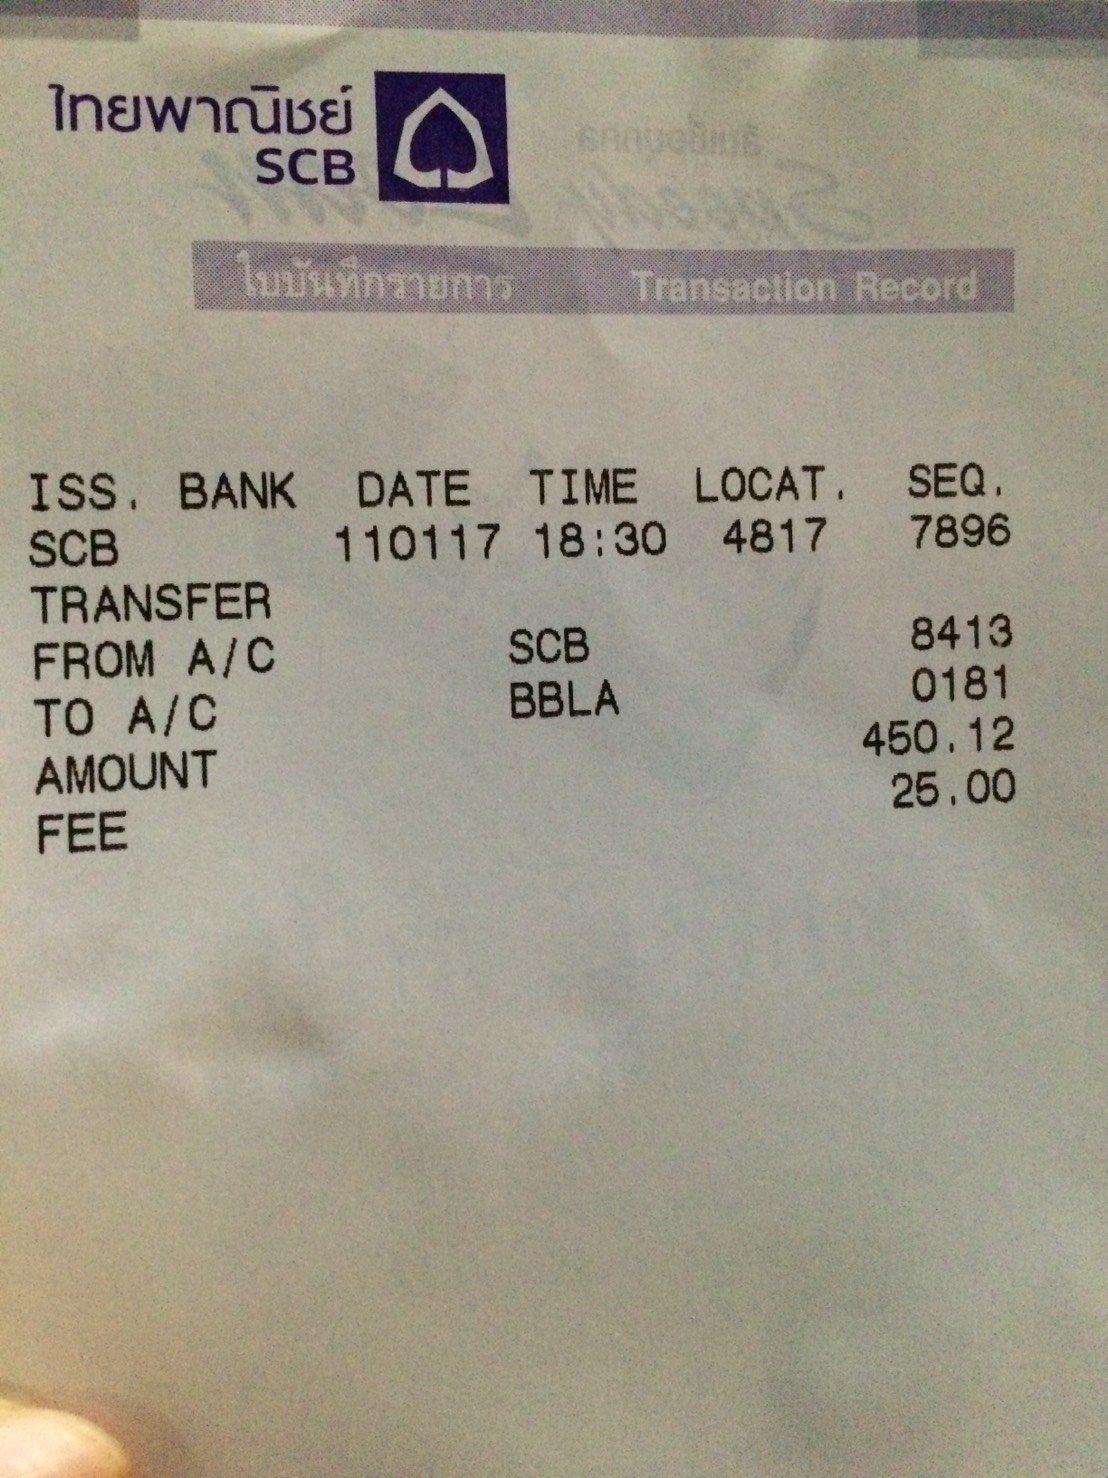 ไทยพาณิชย์
SCB
ใบบันทึกรายการ Transaction Record
ISS. BANK DATE TIME LOCAT. SEQ.
SCB 110117 18:30 4817 7896
TRANSFER
FROM A/C SCB 8413
TO A/C BBLA 0181
AMOUNT 450.12
FEE 25.00